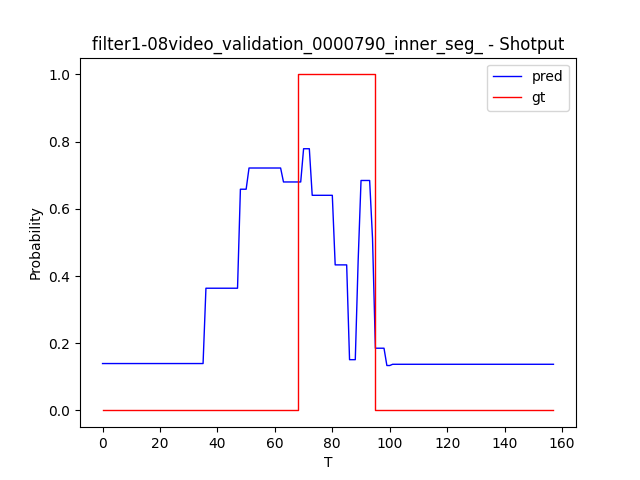 filter1-08video_validation_0000790_inner_seg_ - Shotput
pred
gt
1.0
0.8
0.6
0.4
0.2
0.0
Probability
0 20 40 60 80 100 120 140 160
T